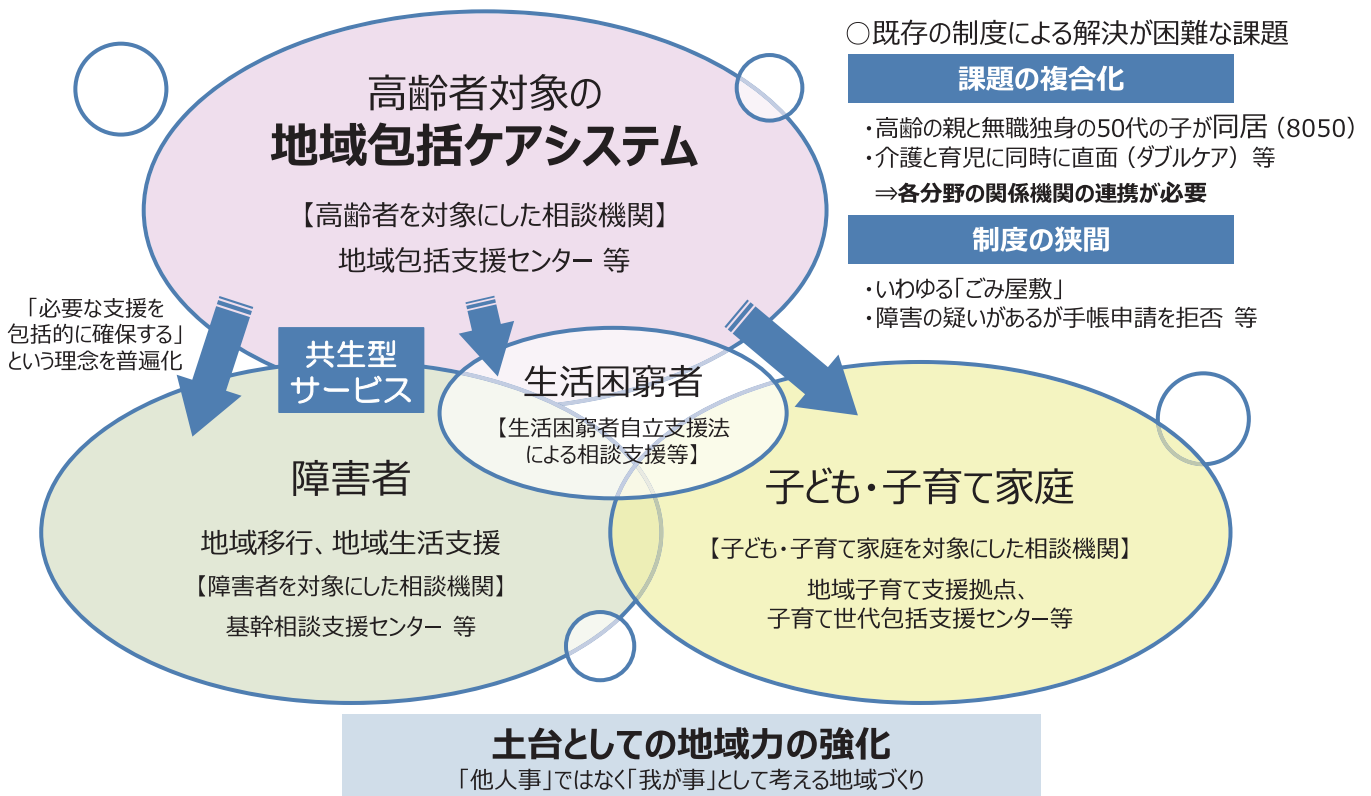 高齢者対象の
地域包括ケアシステム
【高齢者を対象にした相談機関】
地域包括支援センター 等
○既存の制度による解決が困難な課題
課題の複合化
・高齢の親と無職独身の50代の子が同居（8050）
・介護と育児に同時に直面（ダブルケア） 等
⇒各分野の関係機関の連携が必要
制度の狭間
・いわゆる「ごみ屋敷」
・障害の疑いがあるが手帳申請を拒否 等
「必要な支援を
包括的に確保する」
という理念を普遍化
共生型
サービス
生活困窮者
【生活困窮者自立支援法
による相談支援等】
障害者
地域移行、地域生活支援
【障害者を対象にした相談機関】
基幹相談支援センター 等
子ども・子育て家庭
【子ども・子育て家庭を対象にした相談機関】
地域子育て支援拠点、
子育て世代包括支援センター等
土台としての地域力の強化
「他人事」ではなく「我が事」として考える地域づくり